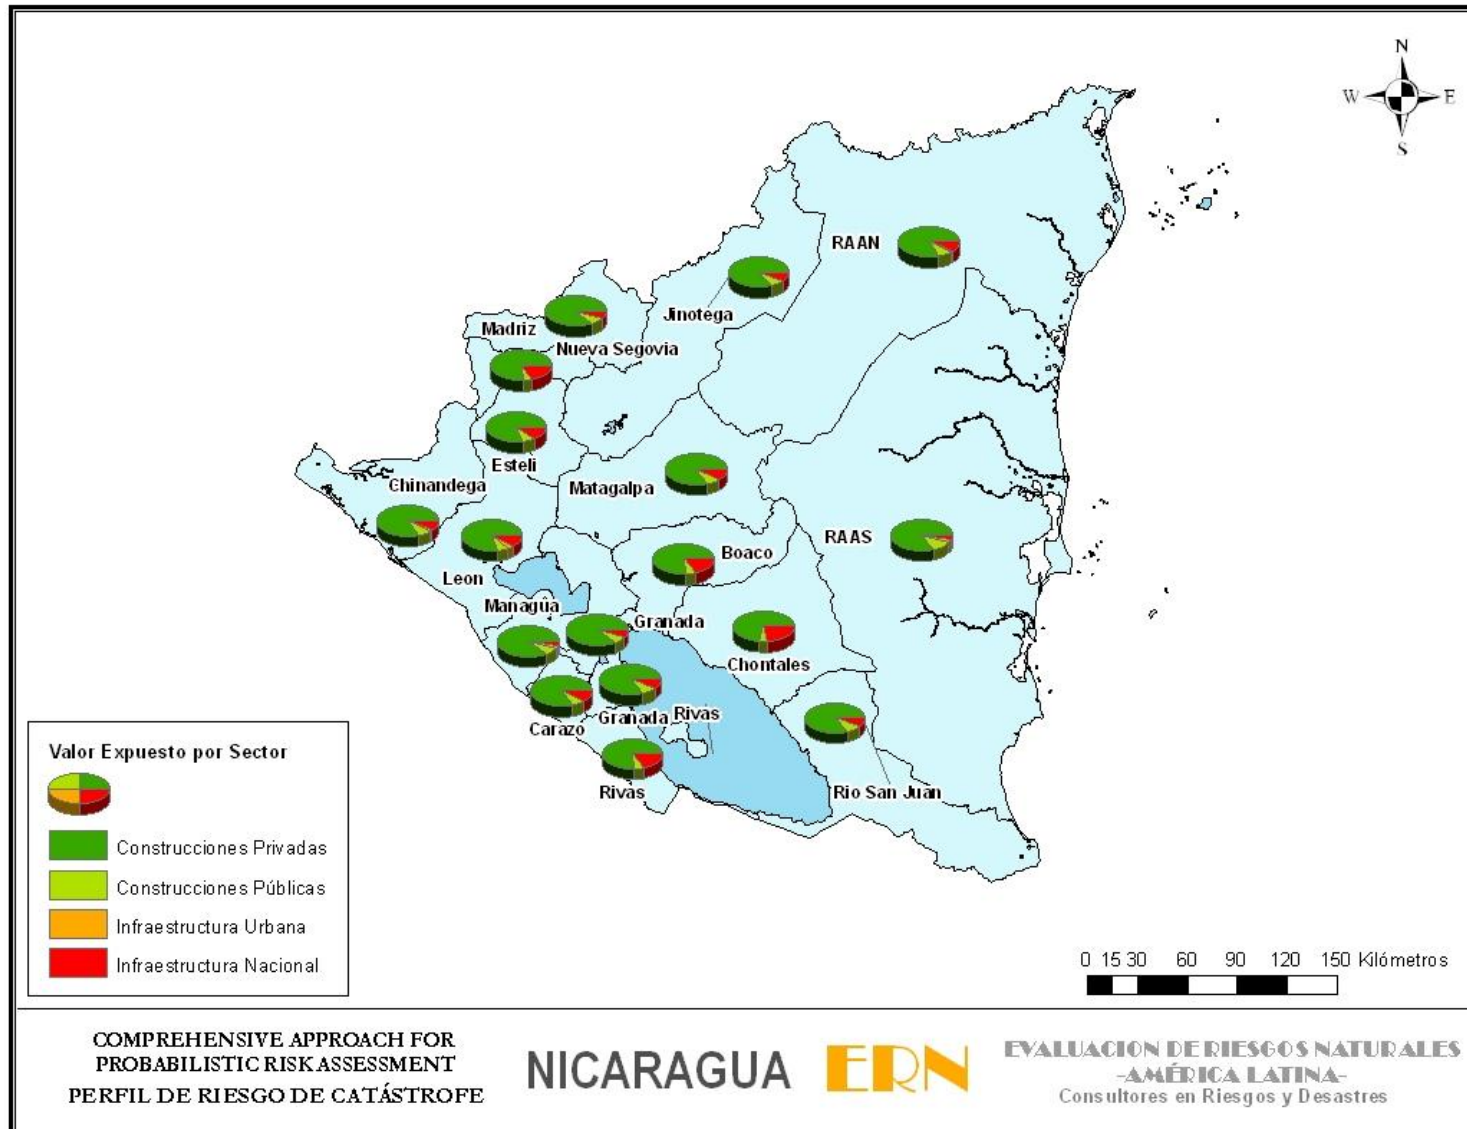 N
W
E
S
RAAN
Jinotega
Madriz
Nueva Segovia
Esteli
Chinandega
Matagalpa
RAAS
Boaco
Leon
Managua
Granada
Chontales
Granada
Rivas
Carazo
Rivas
Rio San Juan
Valor Expuesto por Sector
Construcciones Privadas
Construcciones Públicas
Infraestructura Urbana
Infraestructura Nacional
0 15 30 60 90 120 150 Kilómetros
COMPREHENSIVE APPROACH FOR
PROBABILISTIC RISK ASSESSMENT
PERFIL DE RIESGO DE CATÁSTROFE
NICARAGUA
ERN
EVALUACION DE RIESGOS NATURALES
-AMÉRICA LATINA-
Consultores en Riesgos y Desastres